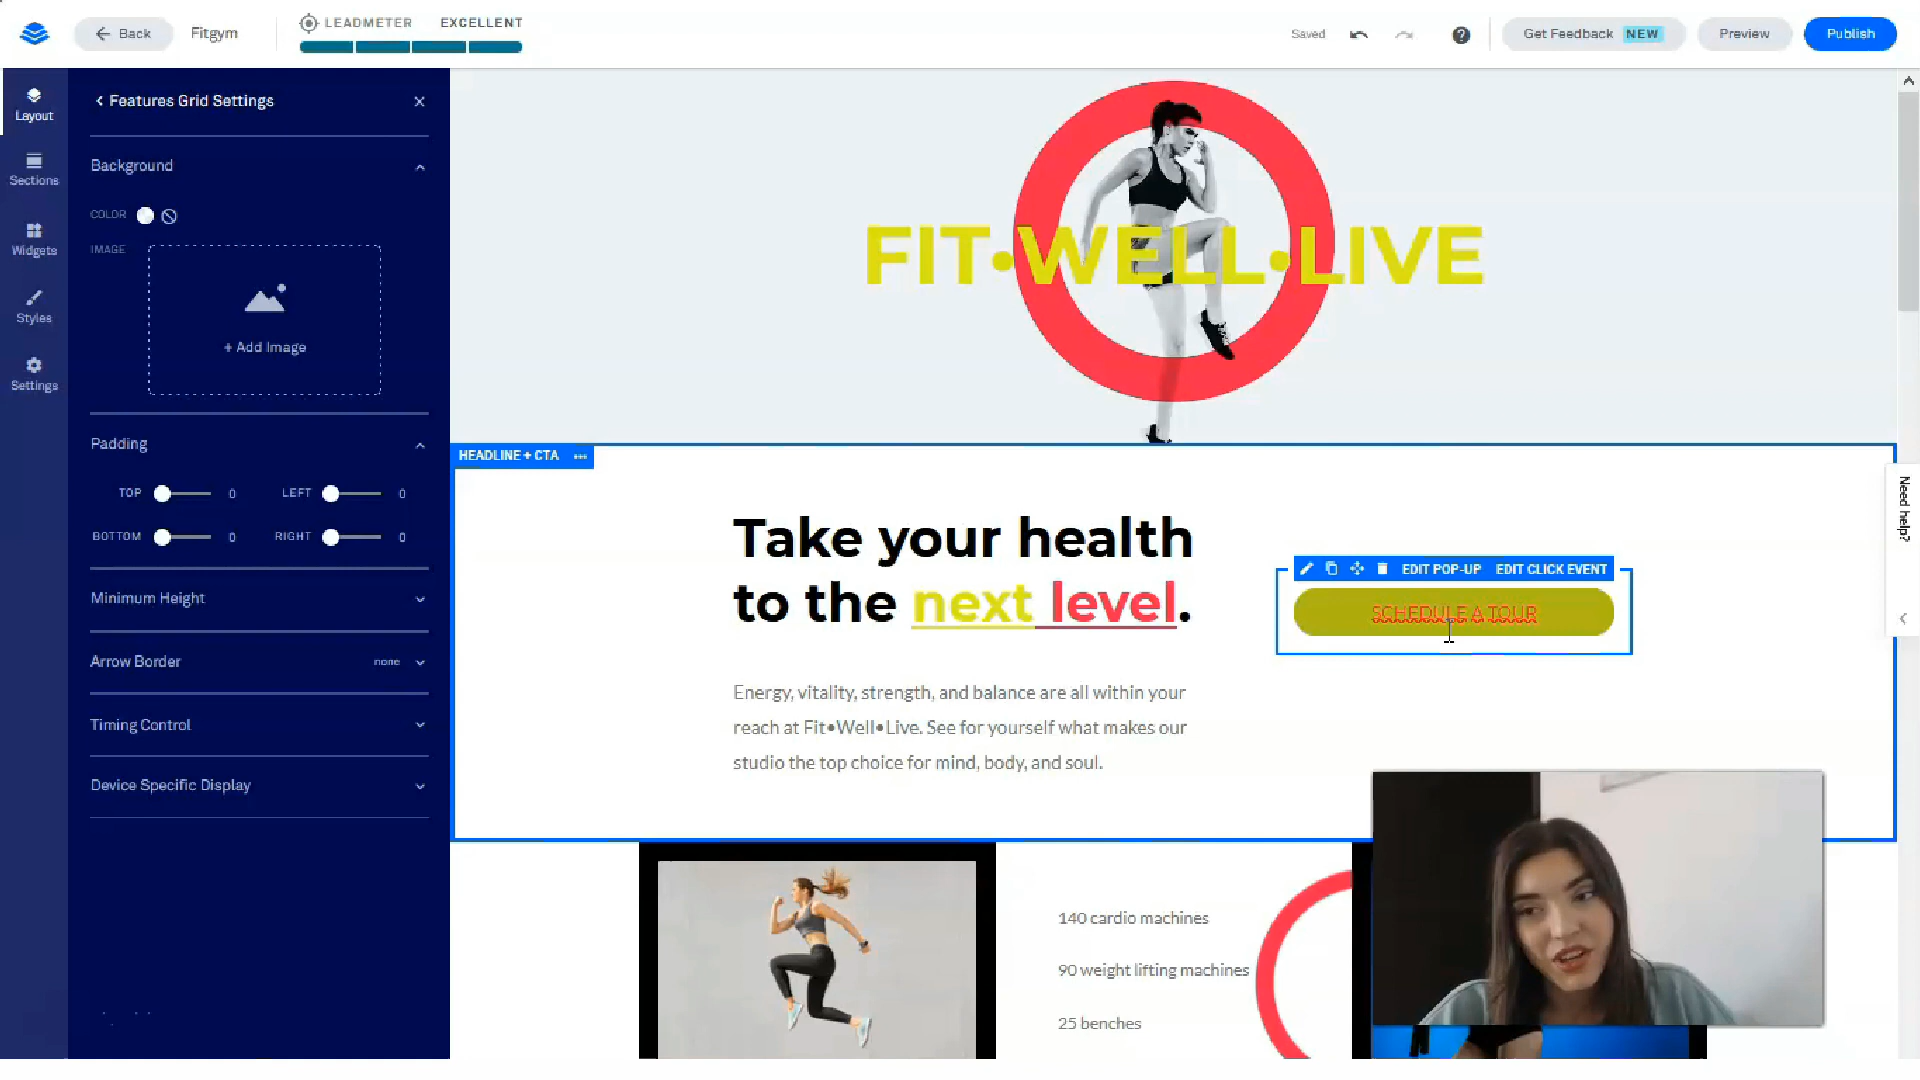 Back
Fitgym
LEADMETER EXCELLENT
Saved
?
Get Feedback NEW
Preview
Publish
Layout
Sections
Widgets
Styles
Settings
Features Grid Settings
Background
COLOR
IMAGE
+ Add Image
Padding
TOP 0 LEFT 0
BOTTOM 0 RIGHT 0
Minimum Height
Arrow Border none
Timing Control
Device Specific Display
FIT•WELL•LIVE
HEADLINE + CTA
Take your health
to the next level.
Energy, vitality, strength, and balance are all within your
reach at Fit•Well•Live. See for yourself what makes our
studio the top choice for mind, body, and soul.
EDIT POP-UP EDIT CLICK EVENT
SCHEDULE A TOUR
140 cardio machines
90 weight lifting machines
25 benches
Need help?